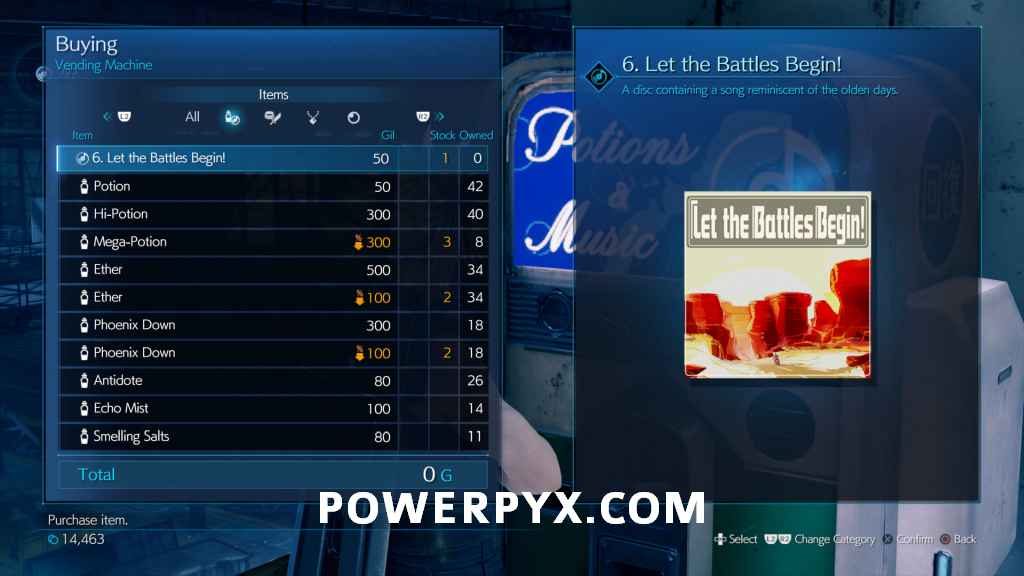 Buying
Vending Machine
Items
L2 All R2
Item Gil Stock Owned
6. Let the Battles Begin! 50 1 0
Potion 50 42
Hi-Potion 300 40
Mega-Potion 300 3 8
Ether 500 34
Ether 100 2 34
Phoenix Down 300 18
Phoenix Down 100 2 18
Antidote 80 26
Echo Mist 100 14
Smelling Salts 80 11
Total 0 G
Purchase item.
14,463
6. Let the Battles Begin!
A disc containing a song reminiscent of the olden days.
Potions
&
Music
Let the Battles Begin!
POWERPYX.COM
Select L2 R2 Change Category Confirm Back